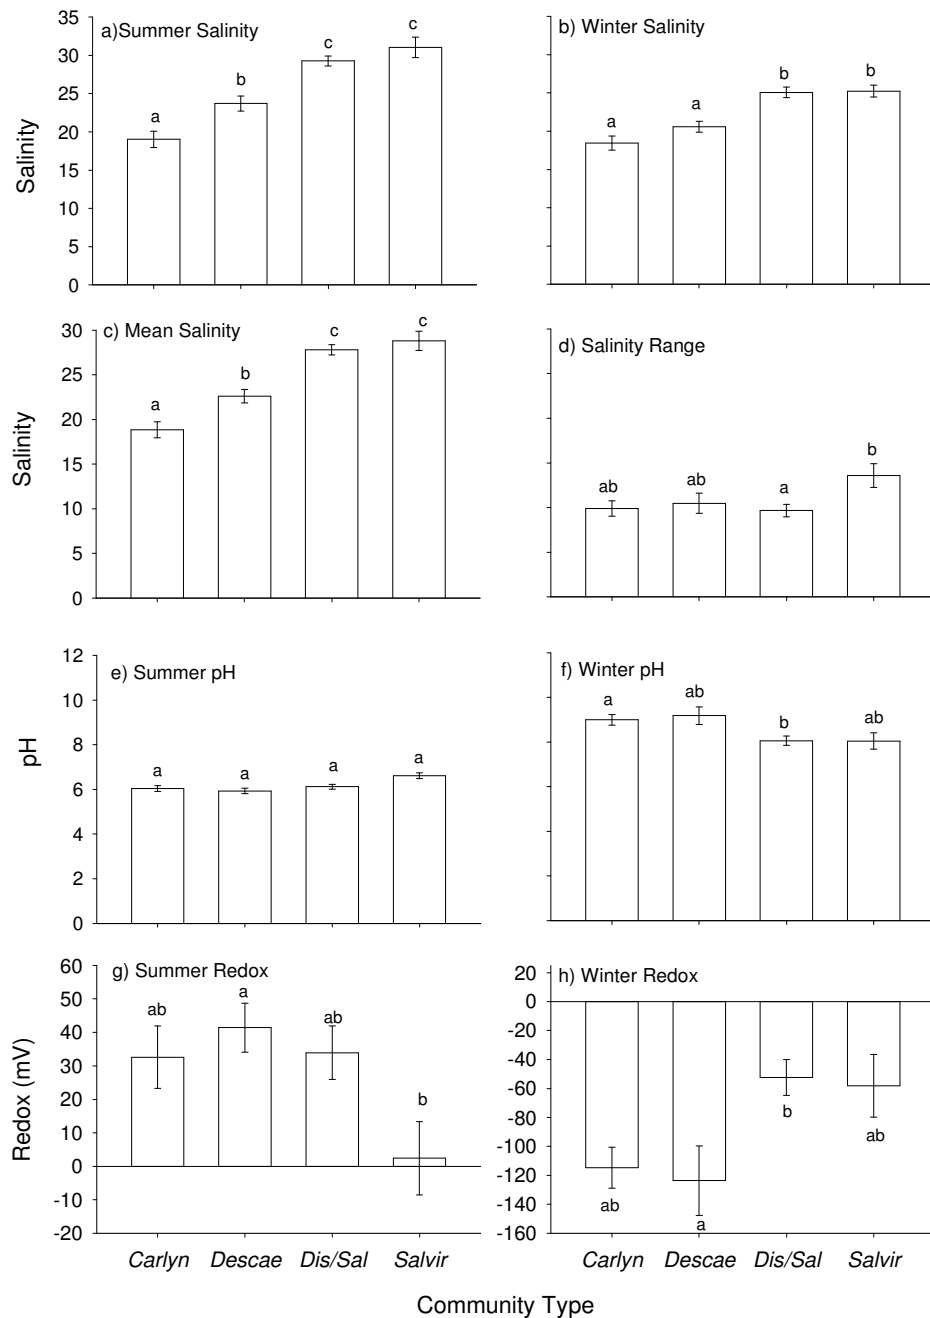 a)Summer Salinity
b) Winter Salinity
35
30
25
20
15
10
5
0
Salinity
a
b
c
c
a
a
b
b
c) Mean Salinity
d) Salinity Range
30
25
20
15
10
5
0
Salinity
a
b
c
c
ab
ab
a
b
e) Summer pH
f) Winter pH
12
10
8
6
4
2
0
pH
a
a
a
a
a
ab
b
ab
g) Summer Redox
60
50
40
30
20
10
0
-10
-20
Redox (mV)
ab
a
ab
b
Carlyn
Descae
Dis/Sal
Salvir
h) Winter Redox
20
0
-20
-40
-60
-80
-100
-120
-140
-160
ab
a
b
ab
Carlyn
Descae
Dis/Sal
Salvir
Community Type